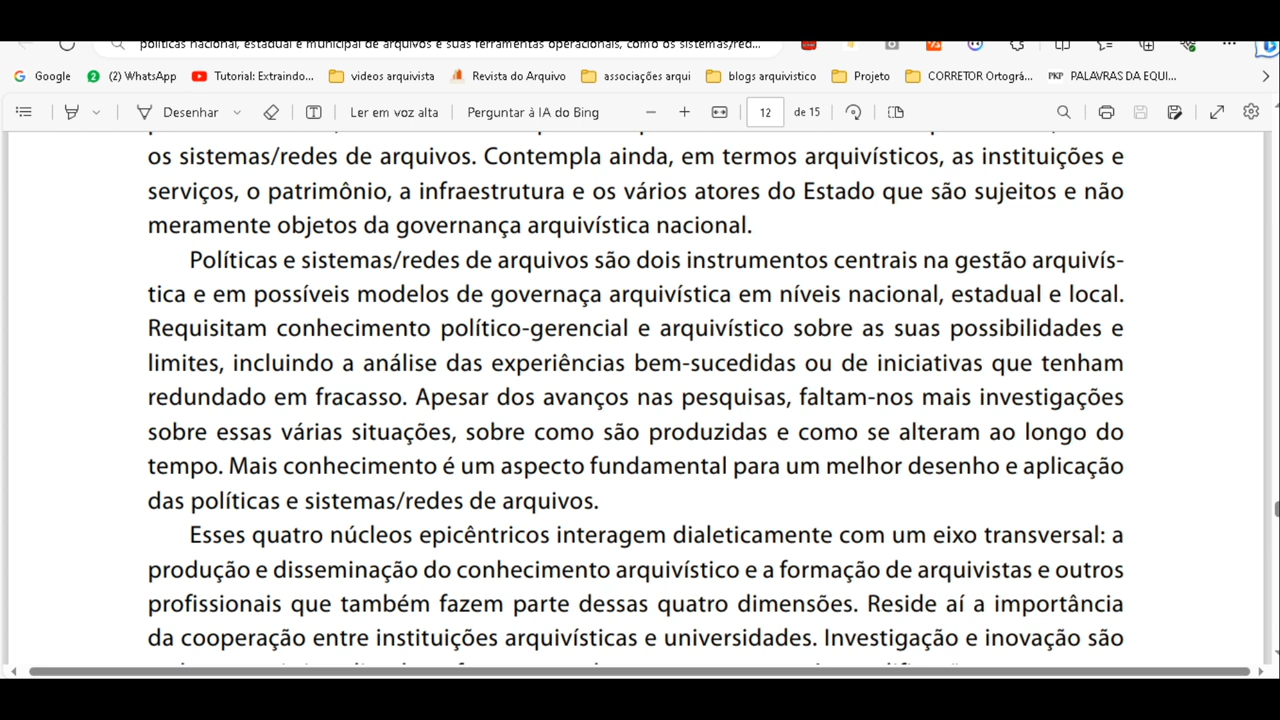 políticas nacional, estadual e municipal de arquivos e suas ferramentas operacionais, como os sistemas/red...
Google (2) WhatsApp Tutorial: Extraindo... videos arquivista Revista do Arquivo associações arqui blogs arquivistico Projeto CORRETOR Ortográ... PKP PALAVRAS DA EQUI...
Desenhar Ler em voz alta Perguntar à IA do Bing 12 de 15
os sistemas/redes de arquivos. Contempla ainda, em termos arquivísticos, as instituições e
serviços, o patrimônio, a infraestrutura e os vários atores do Estado que são sujeitos e não
meramente objetos da governança arquivística nacional.
Políticas e sistemas/redes de arquivos são dois instrumentos centrais na gestão arquivís-
tica e em possíveis modelos de governaça arquivística em níveis nacional, estadual e local.
Requisitam conhecimento político-gerencial e arquivístico sobre as suas possibilidades e
limites, incluindo a análise das experiências bem-sucedidas ou de iniciativas que tenham
redundado em fracasso. Apesar dos avanços nas pesquisas, faltam-nos mais investigações
sobre essas várias situações, sobre como são produzidas e como se alteram ao longo do
tempo. Mais conhecimento é um aspecto fundamental para um melhor desenho e aplicação
das políticas e sistemas/redes de arquivos.
Esses quatro núcleos epicêntricos interagem dialeticamente com um eixo transversal: a
produção e disseminação do conhecimento arquivístico e a formação de arquivistas e outros
profissionais que também fazem parte dessas quatro dimensões. Reside aí a importância
da cooperação entre instituições arquivísticas e universidades. Investigação e inovação são